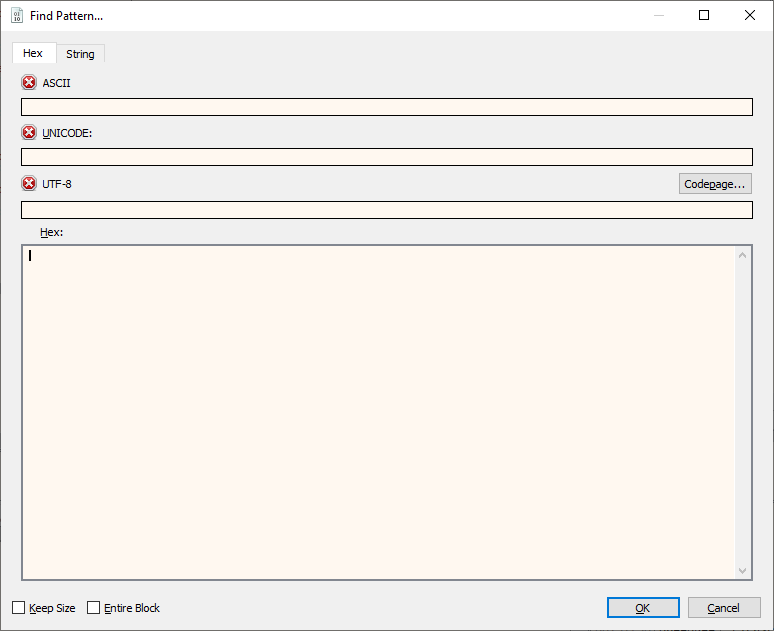 Find Pattern...
Hex String
ASCII
UNICODE:
UTF-8 Codepage...
Hex:
Keep Size Entire Block OK Cancel